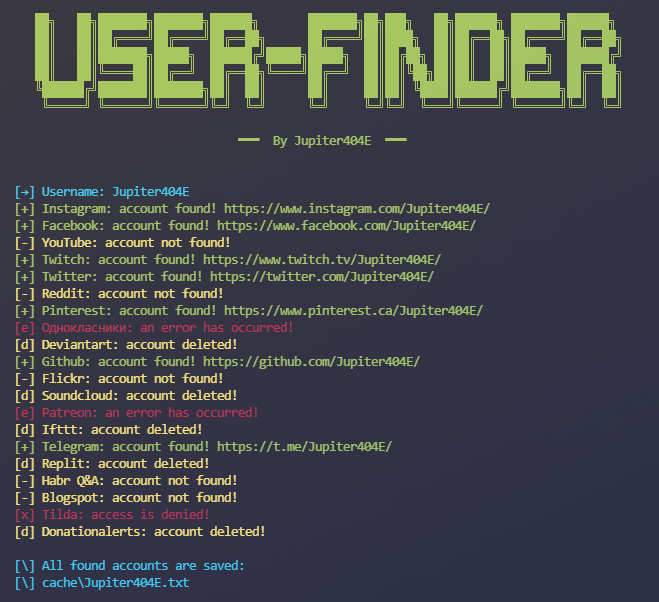 USER-FINDER
━━━ By Jupiter404E ━━━
[→] Username: Jupiter404E
[+] Instagram: account found! https://www.instagram.com/Jupiter404E/
[+] Facebook: account found! https://www.facebook.com/Jupiter404E/
[-] YouTube: account not found!
[+] Twitch: account found! https://www.twitch.tv/Jupiter404E/
[+] Twitter: account found! https://twitter.com/Jupiter404E/
[-] Reddit: account not found!
[+] Pinterest: account found! https://www.pinterest.ca/Jupiter404E/
[e] Однокласники: an error has occurred!
[d] Deviantart: account deleted!
[+] Github: account found! https://github.com/Jupiter404E/
[-] Flickr: account not found!
[d] Soundcloud: account deleted!
[e] Patreon: an error has occurred!
[d] Ifttt: account deleted!
[+] Telegram: account found! https://t.me/Jupiter404E/
[d] Replit: account deleted!
[-] Habr Q&A: account not found!
[-] Blogspot: account not found!
[x] Tilda: access is denied!
[d] Donationalerts: account deleted!
[\] All found accounts are saved:
[\] cache\Jupiter404E.txt